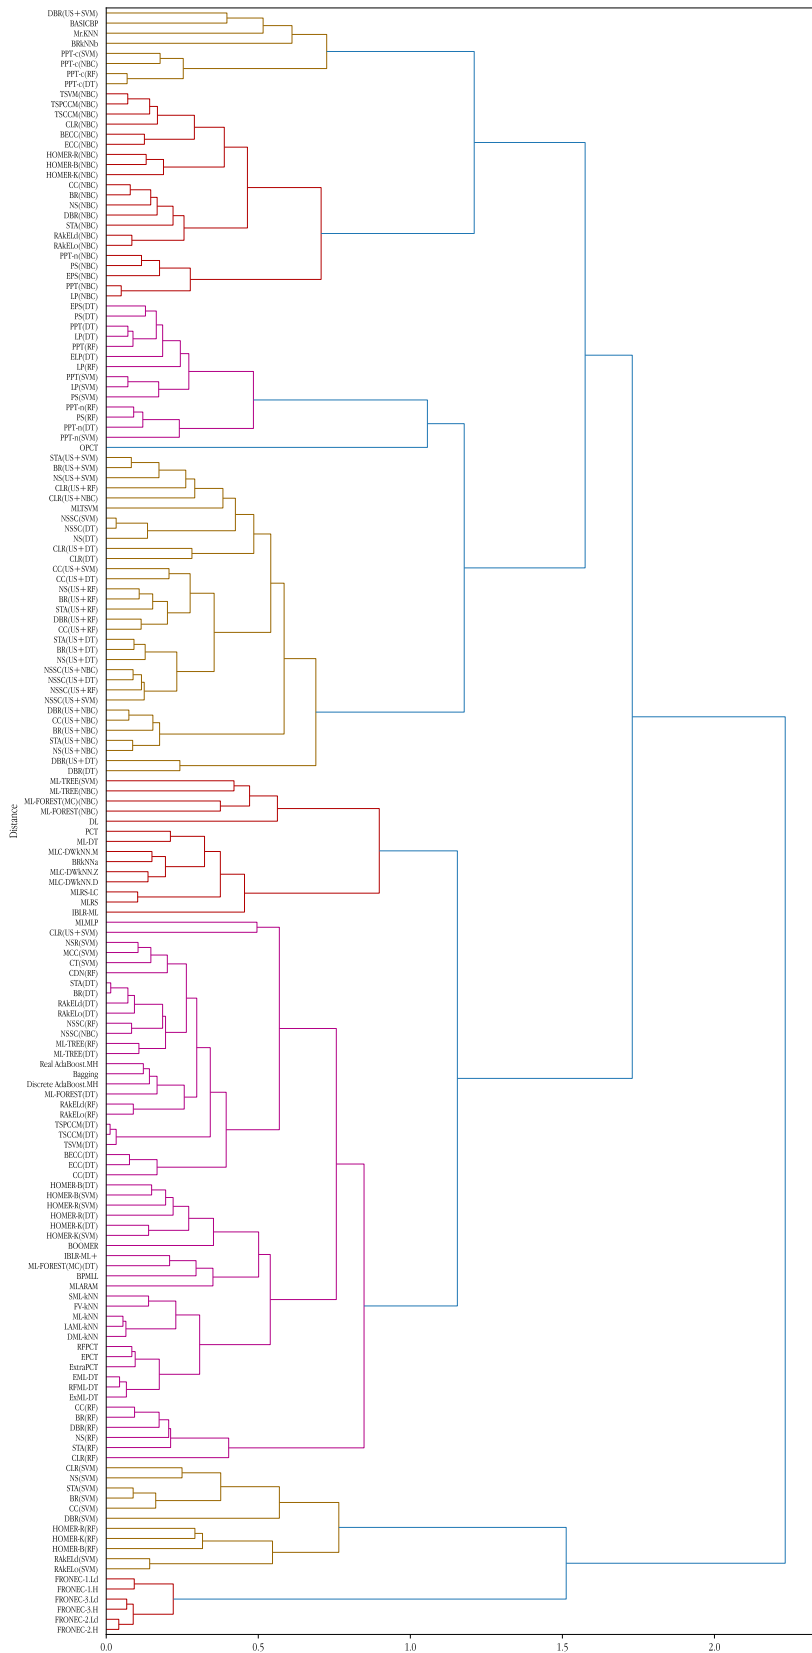 DBR(US+SVM)
BASICBP
Mr.KNN
BRkNNb
PPT-c(SVM)
PPT-c(NBC)
PPT-c(RF)
PPT-c(DT)
TSVM(NBC)
TSPCCM(NBC)
TSCCM(NBC)
CLR(NBC)
BECC(NBC)
ECC(NBC)
HOMER-R(NBC)
HOMER-B(NBC)
HOMER-K(NBC)
CC(NBC)
BR(NBC)
NS(NBC)
DBR(NBC)
STA(NBC)
RAkELd(NBC)
RAkELo(NBC)
PPT-n(NBC)
PS(NBC)
EPS(NBC)
PPT(NBC)
LP(NBC)
EPS(DT)
PS(DT)
PPT(DT)
LP(DT)
PPT(RF)
ELP(DT)
LP(RF)
PPT(SVM)
LP(SVM)
PS(SVM)
PPT-n(RF)
PS(RF)
PPT-n(DT)
PPT-n(SVM)
OPCT
STA(US+SVM)
BR(US+SVM)
NS(US+SVM)
CLR(US+RF)
CLR(US+NBC)
MLTSVM
NSSC(SVM)
NSSC(DT)
NS(DT)
CLR(US+DT)
CLR(DT)
CC(US+SVM)
CC(US+DT)
NS(US+RF)
BR(US+RF)
STA(US+RF)
DBR(US+RF)
CC(US+RF)
STA(US+DT)
BR(US+DT)
NS(US+DT)
NSSC(US+NBC)
NSSC(US+DT)
NSSC(US+RF)
NSSC(US+SVM)
DBR(US+NBC)
CC(US+NBC)
BR(US+NBC)
STA(US+NBC)
NS(US+NBC)
DBR(US+DT)
DBR(DT)
ML-TREE(SVM)
ML-TREE(NBC)
ML-FOREST(MC)(NBC)
ML-FOREST(NBC)
DL
PCT
ML-DT
MLC-DWkNN.M
BRkNNa
MLC-DWkNN.Z
MLC-DWkNN.D
MLRS-LC
MLRS
IBLR-ML
MLMLP
CLR(US+SVM)
NSR(SVM)
MCC(SVM)
CT(SVM)
CDN(RF)
STA(DT)
BR(DT)
RAkELd(DT)
RAkELo(DT)
NSSC(RF)
NSSC(NBC)
ML-TREE(RF)
ML-TREE(DT)
Real AdaBoost.MH
Bagging
Discrete AdaBoost.MH
ML-FOREST(DT)
RAkELd(RF)
RAkELo(RF)
TSPCCM(DT)
TSCCM(DT)
TSVM(DT)
BECC(DT)
ECC(DT)
CC(DT)
HOMER-B(DT)
HOMER-B(SVM)
HOMER-R(SVM)
HOMER-R(DT)
HOMER-K(DT)
HOMER-K(SVM)
BOOMER
IBLR-ML+
ML-FOREST(MC)(DT)
BPMLL
MLARAM
SML-kNN
FV-kNN
ML-kNN
LAML-kNN
DML-kNN
RFPCT
EPCT
ExtraPCT
EML-DT
RFML-DT
ExML-DT
CC(RF)
BR(RF)
DBR(RF)
NS(RF)
STA(RF)
CLR(RF)
CLR(SVM)
NS(SVM)
STA(SVM)
BR(SVM)
CC(SVM)
DBR(SVM)
HOMER-R(RF)
HOMER-K(RF)
HOMER-B(RF)
RAkELd(SVM)
RAkELo(SVM)
FRONEC-1.Ld
FRONEC-1.H
FRONEC-3.Ld
FRONEC-3.H
FRONEC-2.Ld
FRONEC-2.H
Distance
0.0 0.5 1.0 1.5 2.0